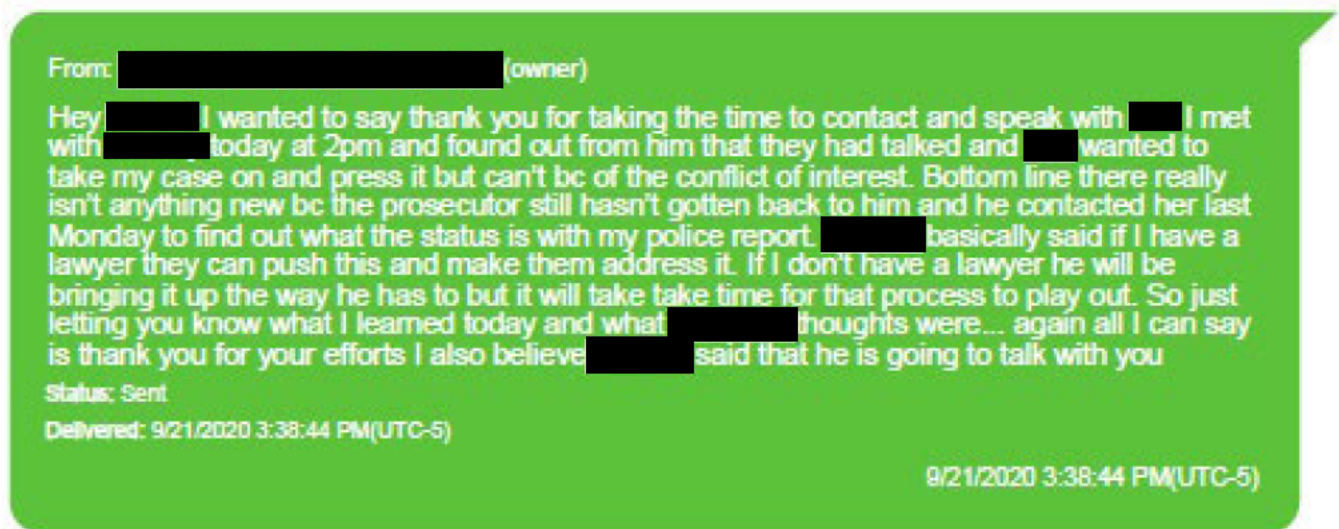 From: (owner)
Hey I wanted to say thank you for taking the time to contact and speak with I met
with today at 2pm and found out from him that they had talked and wanted to
take my case on and press it but can't bc of the conflict of interest. Bottom line there really
isn't anything new bc the prosecutor still hasn't gotten back to him and he contacted her last
Monday to find out what the status is with my police report. basically said if I have a
lawyer they can push this and make them address it. If I don't have a lawyer he will be
bringing it up the way he has to but it will take take time for that process to play out. So just
letting you know what I learned today and what thoughts were... again all I can say
is thank you for your efforts I also believe said that he is going to talk with you
Status: Sent
Delivered: 9/21/2020 3:38:44 PM(UTC-5)
9/21/2020 3:38:44 PM(UTC-5)